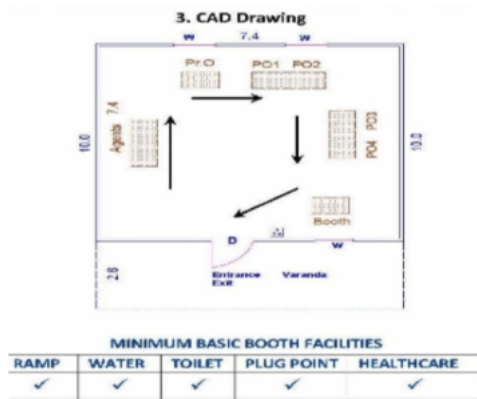 3. CAD Drawing
W 7.4 W
Pr.O PO1 PO2
10.0 Agents 7.4 PO4 PO3 10.0
Booth
D W
2.6 Entrance Varanda
Exit
MINIMUM BASIC BOOTH FACILITIES
RAMP WATER TOILET PLUG POINT HEALTHCARE
✓ ✓ ✓ ✓ ✓